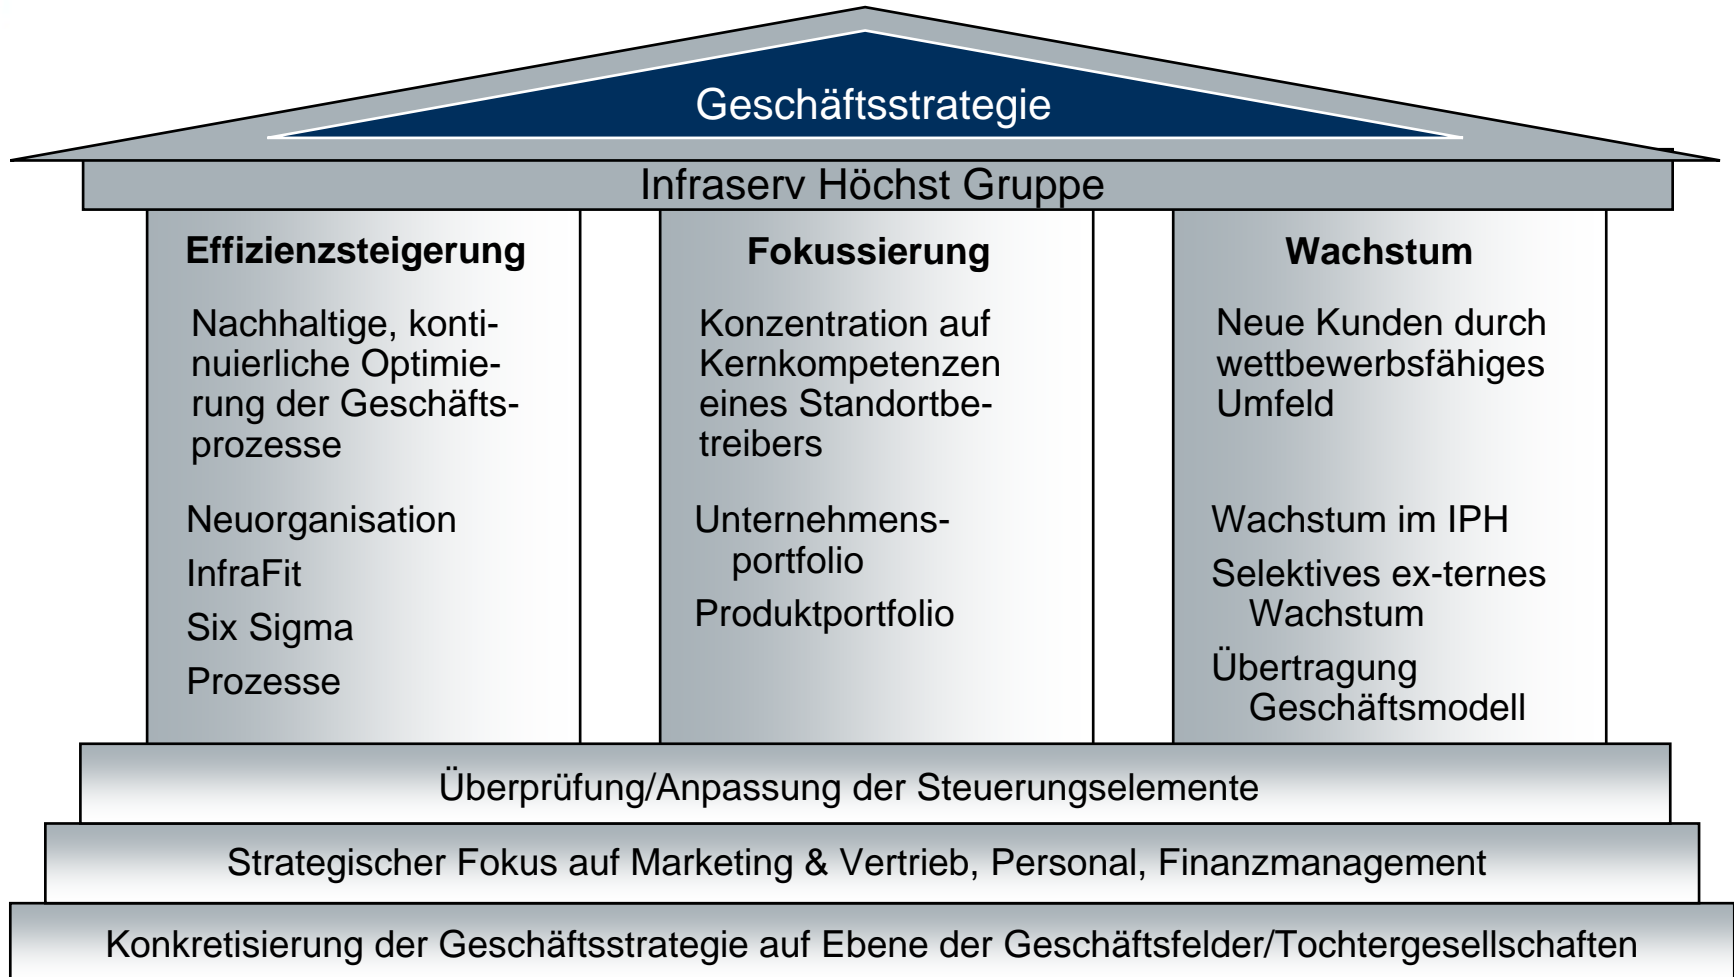 Geschäftsstrategie
Infraserv Höchst Gruppe
Effizienzsteigerung
Nachhaltige, konti-
nuierliche Optimie-
rung der Geschäfts-
prozesse
Neuorganisation
InfraFit
Six Sigma
Prozesse
Fokussierung
Konzentration auf
Kernkompetenzen
eines Standortbe-
treibers
Unternehmens-
portfolio
Produktportfolio
Wachstum
Neue Kunden durch
wettbewerbsfähiges
Umfeld
Wachstum im IPH
Selektives ex-ternes
Wachstum
Übertragung
Geschäftsmodell
Überprüfung/Anpassung der Steuerungselemente
Strategischer Fokus auf Marketing & Vertrieb, Personal, Finanzmanagement
Konkretisierung der Geschäftsstrategie auf Ebene der Geschäftsfelder/Tochtergesellschaften